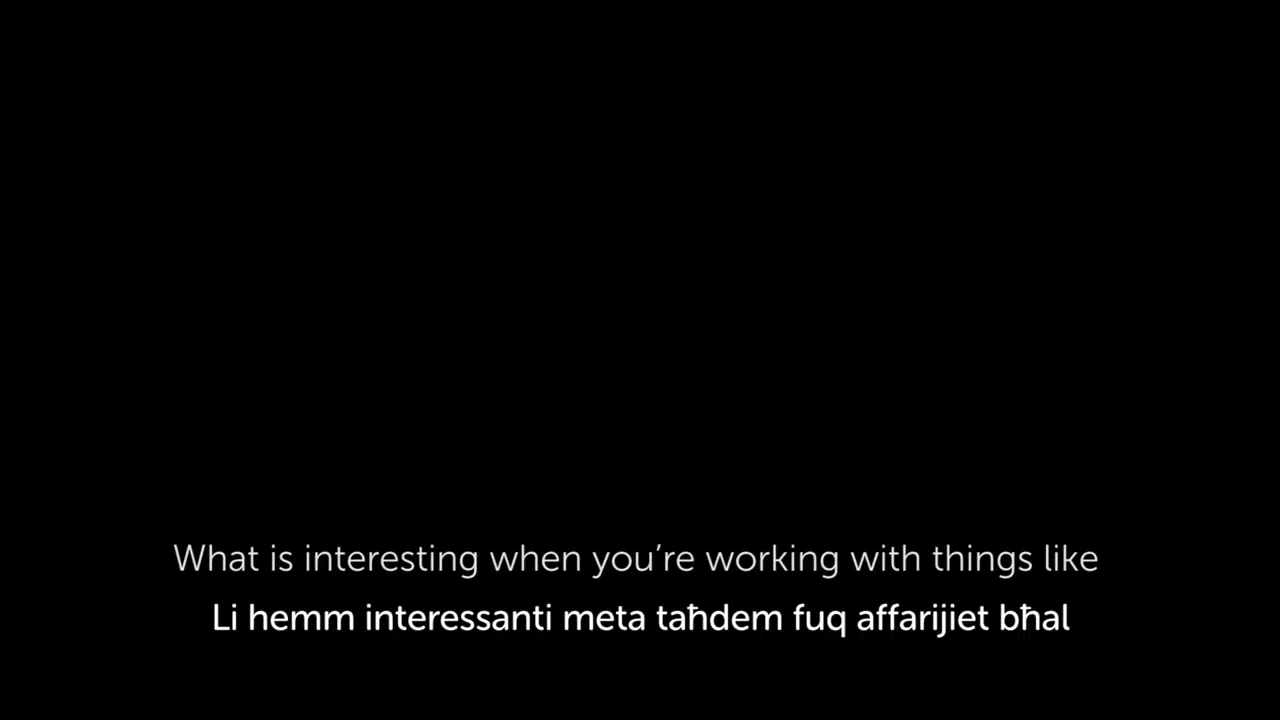 What is interesting when you’re working with things like
Li hemm interessanti meta taħdem fuq affarijiet bħal